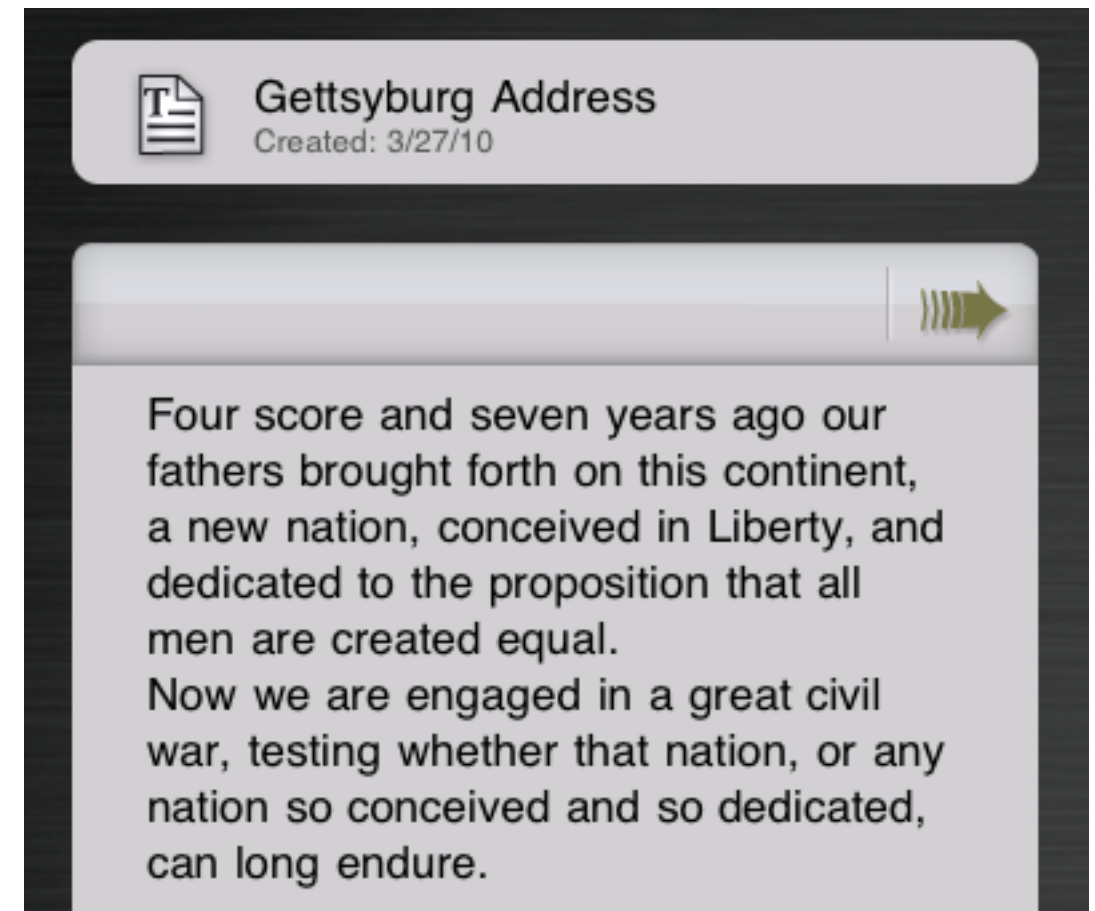 Gettsyburg Address
Created: 3/27/10
Four score and seven years ago our
fathers brought forth on this continent,
a new nation, conceived in Liberty, and
dedicated to the proposition that all
men are created equal.
Now we are engaged in a great civil
war, testing whether that nation, or any
nation so conceived and so dedicated,
can long endure.